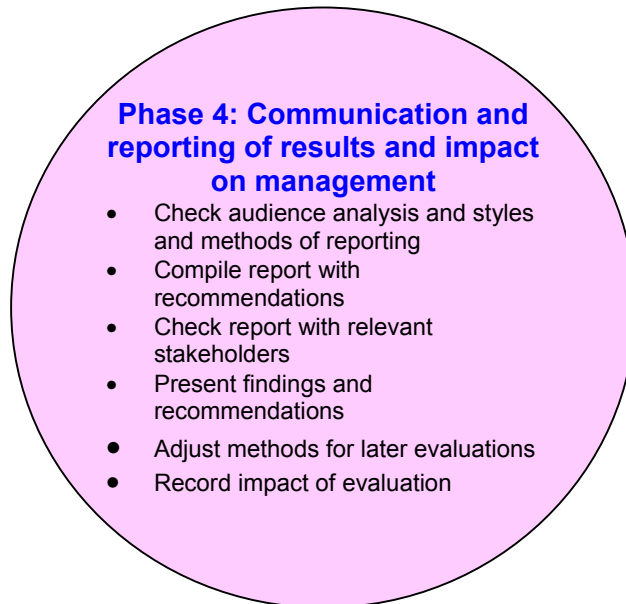 Phase 4: Communication and
reporting of results and impact
on management
• Check audience analysis and styles
and methods of reporting
• Compile report with
recommendations
• Check report with relevant
stakeholders
• Present findings and
recommendations
• Adjust methods for later evaluations
• Record impact of evaluation